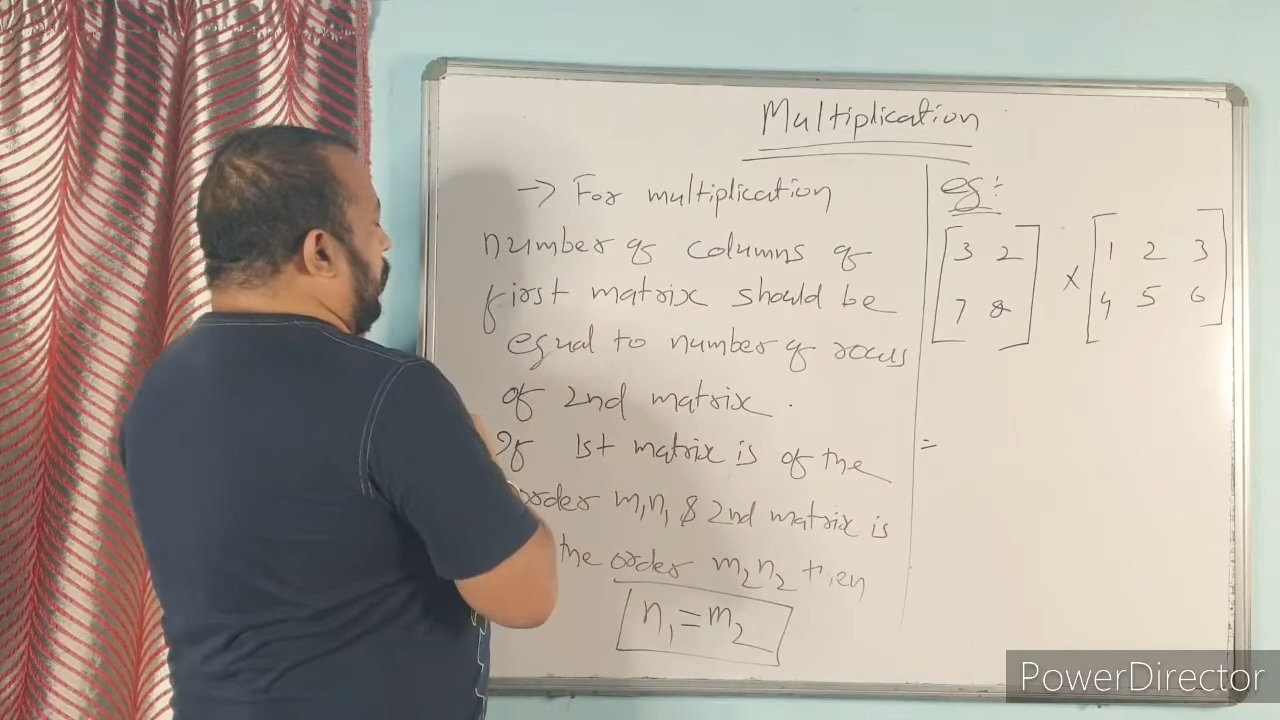 Multiplication
→ For multiplication
number of columns of
first matrix should be
equal to number of rows
of 2nd matrix.
If 1st matrix is of the
order m₁n₁ & 2nd matrix is
the order m₂n₂ then
n₁=m₂
eg:
3 2 × 1 2 3
7 8 4 5 6
=
PowerDirector